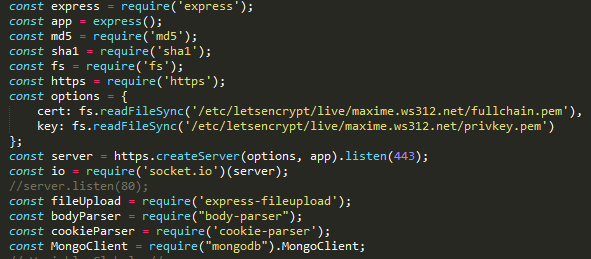 const express = require('express');
const app = express();
const md5 = require('md5');
const sha1 = require('sha1');
const fs = require('fs');
const https = require('https');
const options = {
    cert: fs.readFileSync('/etc/letsencrypt/live/maxime.ws312.net/fullchain.pem'),
    key: fs.readFileSync('/etc/letsencrypt/live/maxime.ws312.net/privkey.pem')
};
const server = https.createServer(options, app).listen(443);
const io = require('socket.io')(server);
//server.listen(80);
const fileUpload = require('express-fileupload');
const bodyParser = require("body-parser");
const cookieParser = require('cookie-parser');
const MongoClient = require("mongodb").MongoClient;